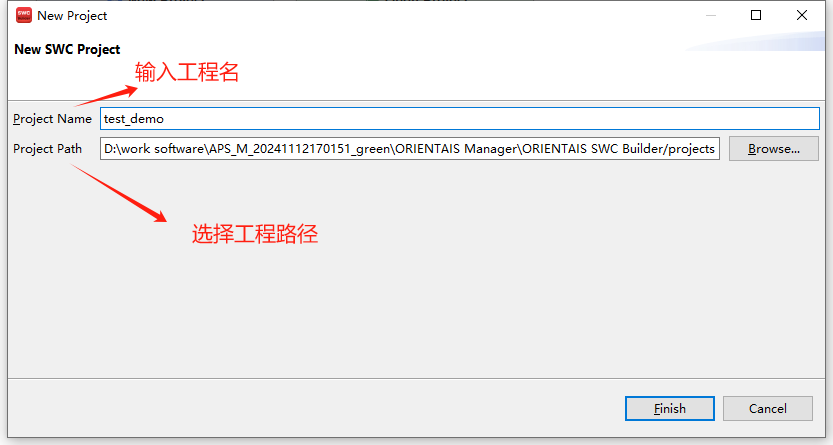 SWC
New Project
New SWC Project
输入工程名
Project Name test_demo
Project Path D:\work software\APS_M_20241112170151_green\ORIENTAIS Manager\ORIENTAIS SWC Builder/projects Browse...
选择工程路径
Finish Cancel